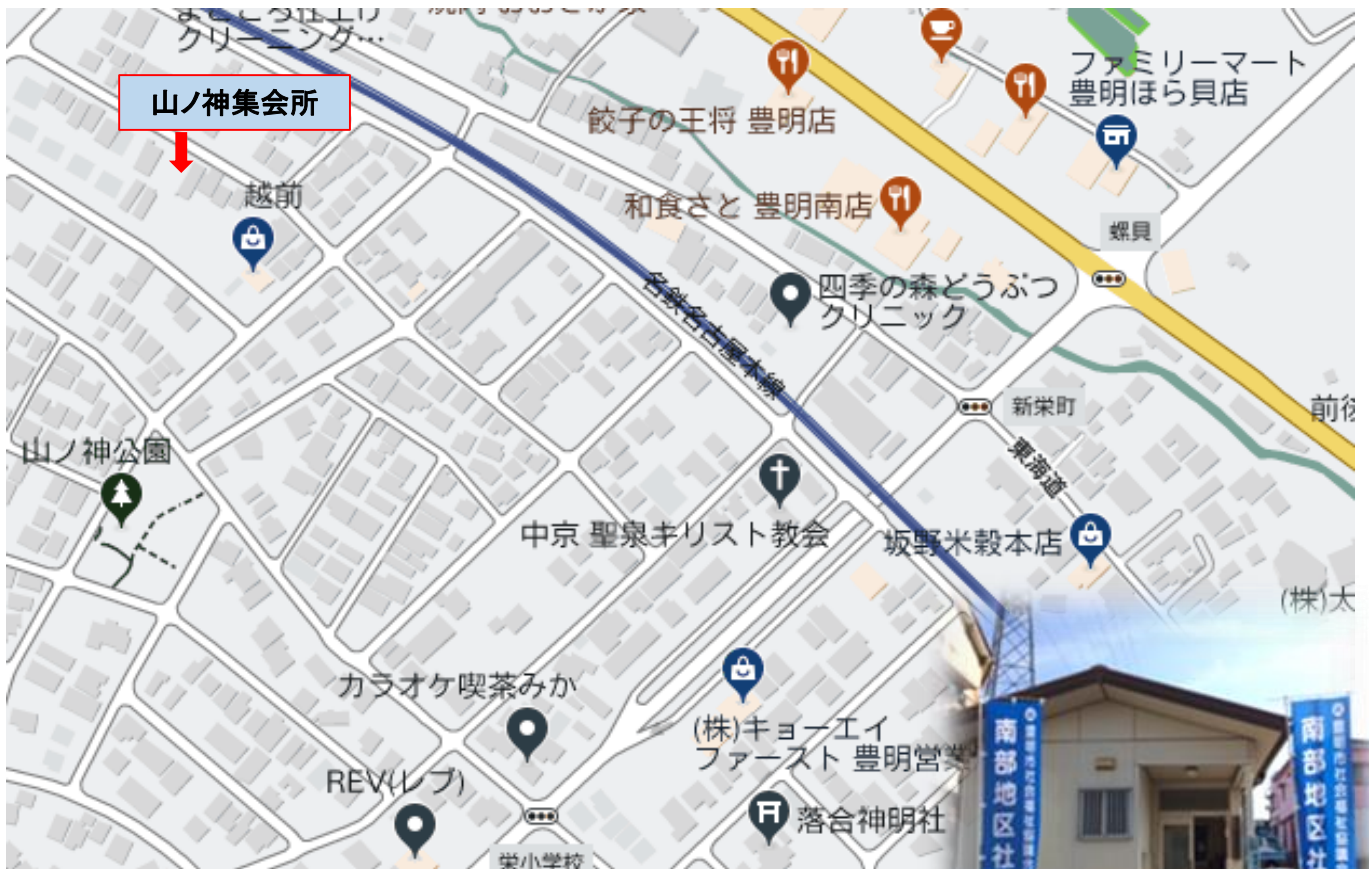 クリーニング…
山ノ神集会所
ファミリーマート
豊明ほら貝店
餃子の王将 豊明店
越前
和食さと 豊明南店
螺貝
四季の森どうぶつ
クリニック
名鉄名古屋本線
新栄町
前後
山ノ神公園
東海道
中京 聖泉キリスト教会
坂野米穀本店
(株)太
カラオケ喫茶みか
(株)キョーエイ
ファースト 豊明営業
REV(レブ)
落合神明社
栄小学校
南部地区社
南部地区社